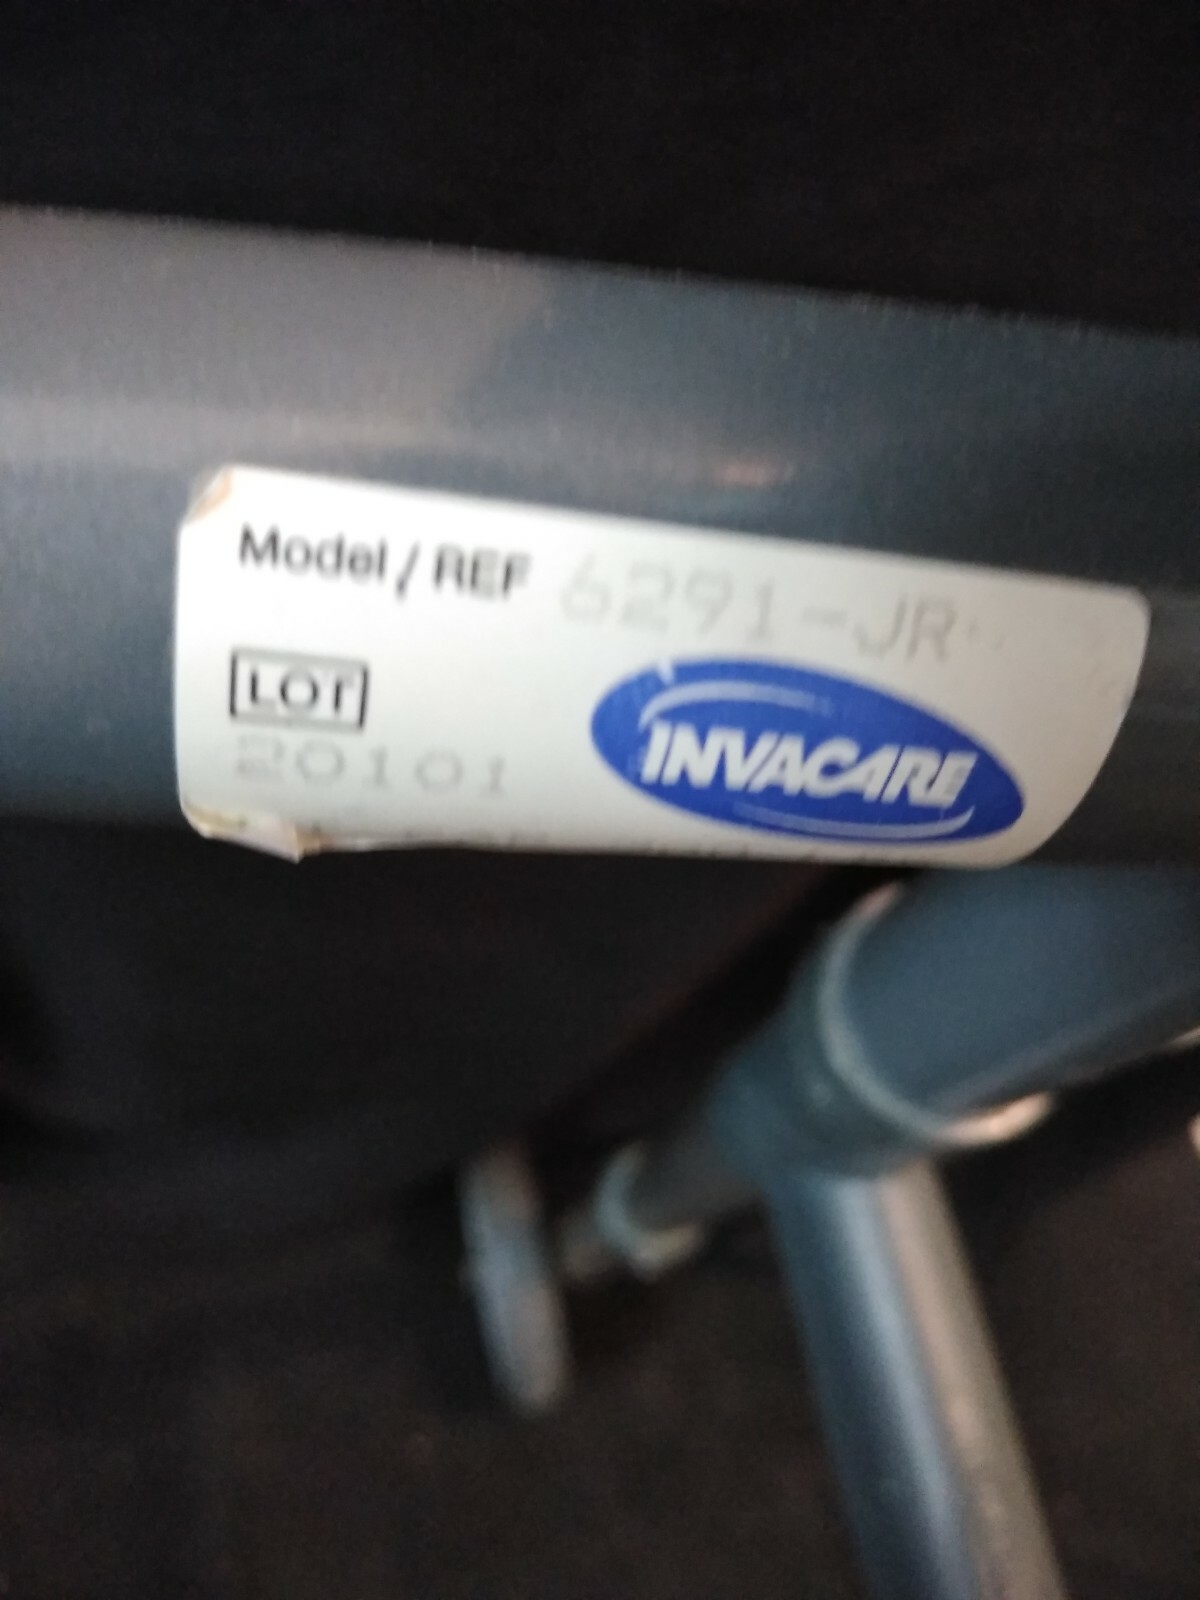 Model / REF 6291-JR
LOT
20101
INVACARE